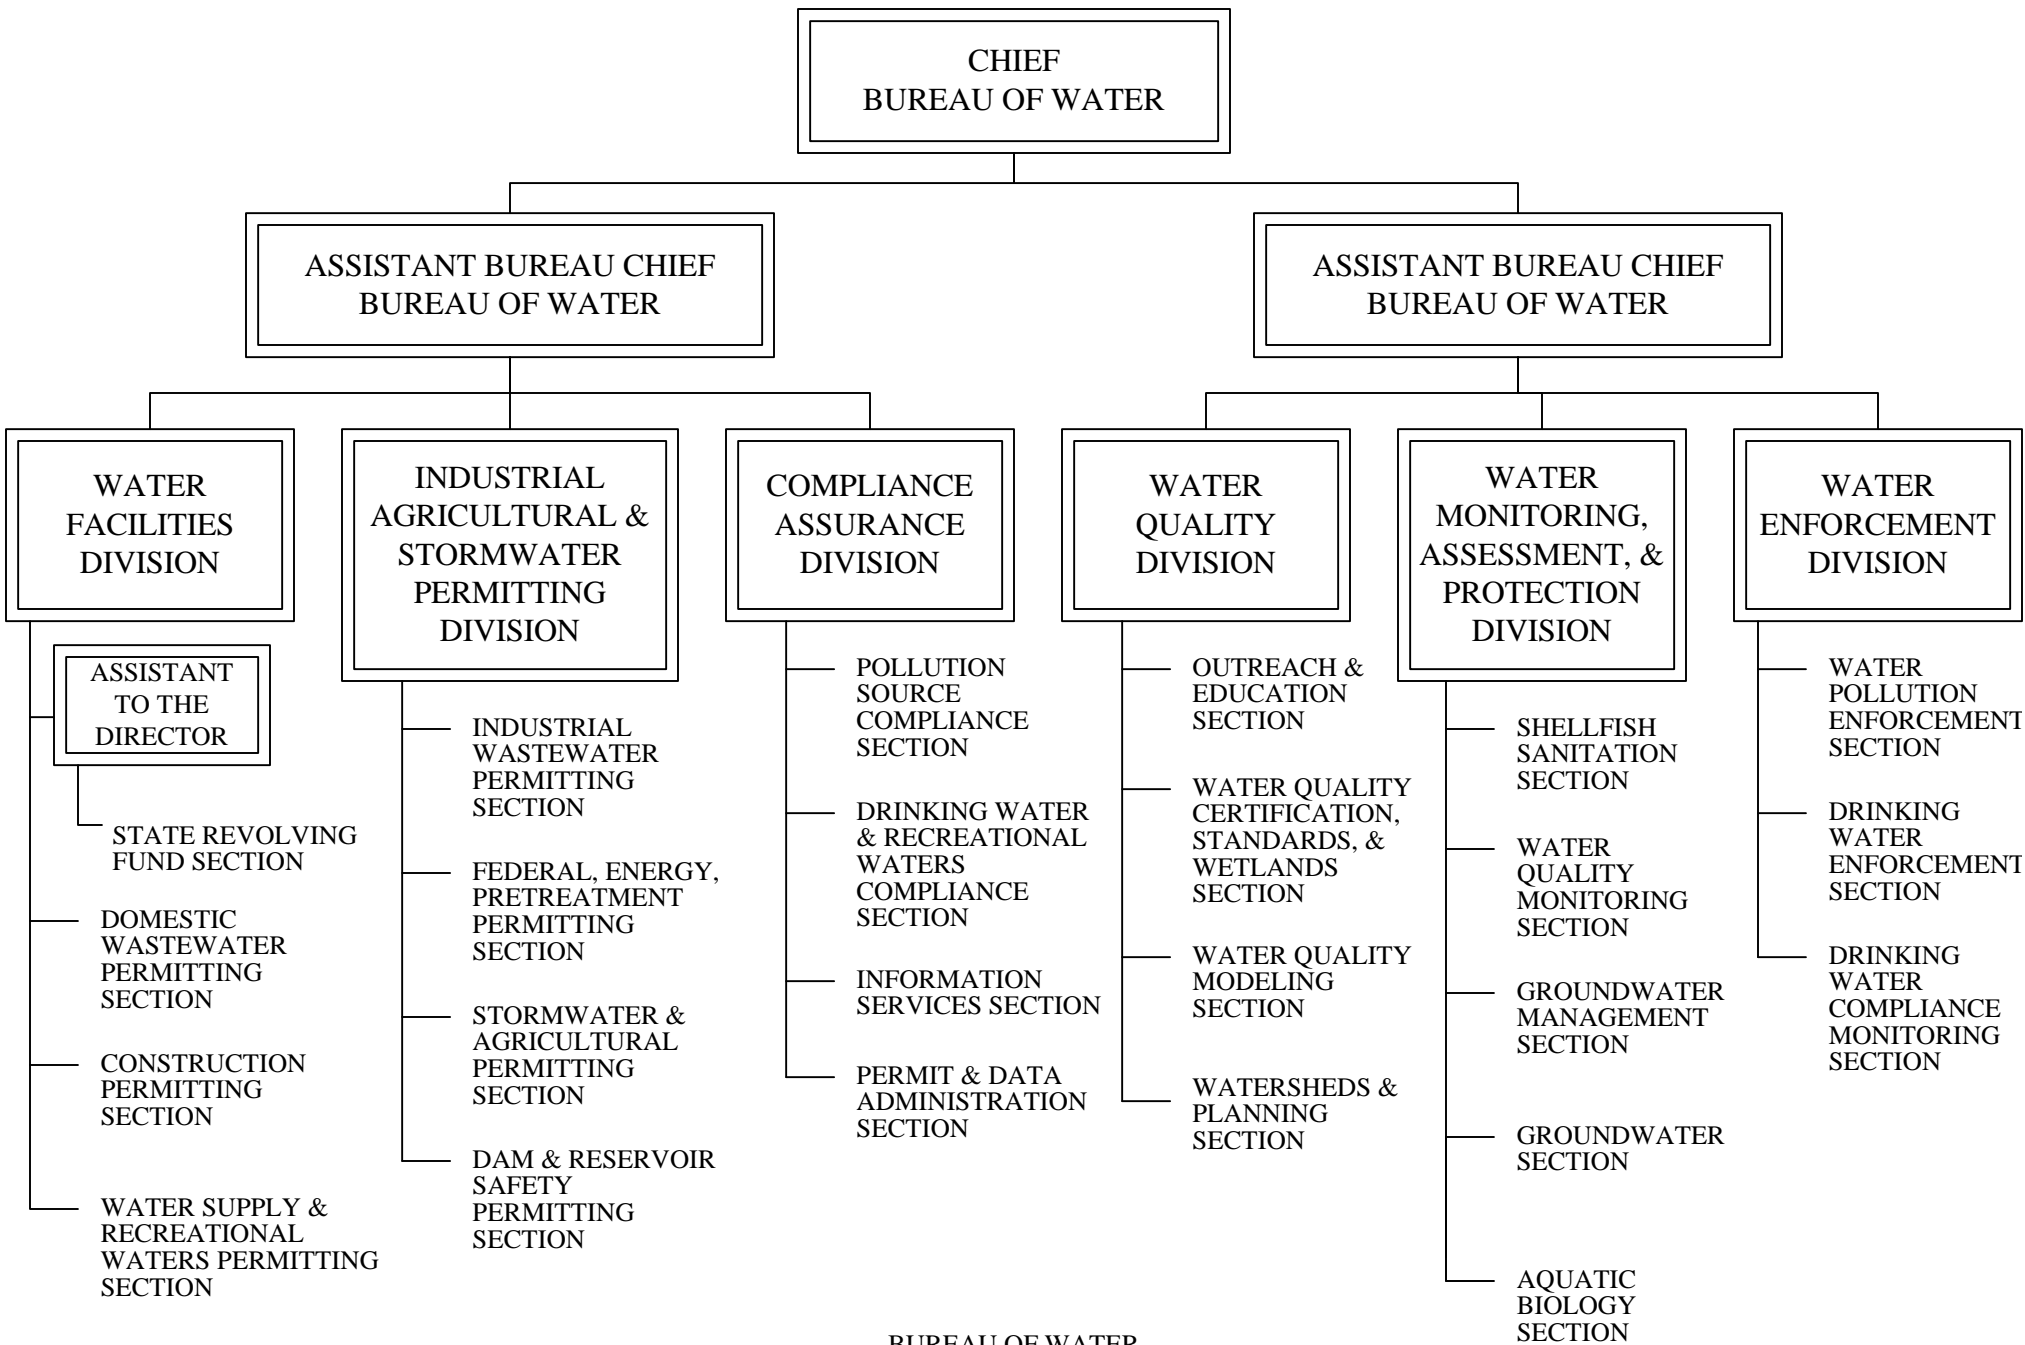 CHIEF
BUREAU OF WATER
ASSISTANT BUREAU CHIEF
BUREAU OF WATER
ASSISTANT BUREAU CHIEF
BUREAU OF WATER
WATER
FACILITIES
DIVISION
INDUSTRIAL
AGRICULTURAL &
STORMWATER
PERMITTING
DIVISION
COMPLIANCE
ASSURANCE
DIVISION
WATER
QUALITY
DIVISION
WATER
MONITORING,
ASSESSMENT, &
PROTECTION
DIVISION
WATER
ENFORCEMENT
DIVISION
ASSISTANT
TO THE
DIRECTOR
STATE REVOLVING
FUND SECTION
DOMESTIC
WASTEWATER
PERMITTING
SECTION
CONSTRUCTION
PERMITTING
SECTION
WATER SUPPLY &
RECREATIONAL
WATERS PERMITTING
SECTION
INDUSTRIAL
WASTEWATER
PERMITTING
SECTION
FEDERAL, ENERGY,
PRETREATMENT
PERMITTING
SECTION
STORMWATER &
AGRICULTURAL
PERMITTING
SECTION
DAM & RESERVOIR
SAFETY
PERMITTING
SECTION
POLLUTION
SOURCE
COMPLIANCE
SECTION
DRINKING WATER
& RECREATIONAL
WATERS
COMPLIANCE
SECTION
INFORMATION
SERVICES SECTION
PERMIT & DATA
ADMINISTRATION
SECTION
OUTREACH &
EDUCATION
SECTION
WATER QUALITY
CERTIFICATION,
STANDARDS, &
WETLANDS
SECTION
WATER QUALITY
MODELING
SECTION
WATERSHEDS &
PLANNING
SECTION
SHELLFISH
SANITATION
SECTION
WATER
QUALITY
MONITORING
SECTION
GROUNDWATER
MANAGEMENT
SECTION
GROUNDWATER
SECTION
AQUATIC
BIOLOGY
SECTION
WATER
POLLUTION
ENFORCEMENT
SECTION
DRINKING
WATER
ENFORCEMENT
SECTION
DRINKING
WATER
COMPLIANCE
MONITORING
SECTION
BUREAU OF WATER